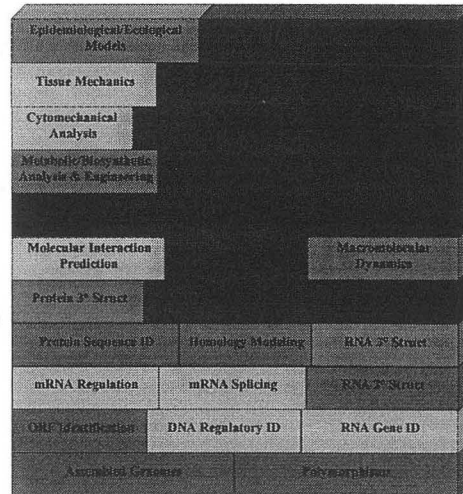 Epidemiological/Ecological
Models
Tissue Mechanics
Cytomechanical
Analysis
Metabolic/Biosynthetic
Analysis & Engineering
Molecular Interaction
Prediction
Macromolecular
Dynamics
Protein 3° Struct
Protein Sequence ID
Homology Modeling
RNA 3° Struct
mRNA Regulation
mRNA Splicing
RNA Struct
ORF Identification
DNA Regulatory ID
RNA Gene ID
Assembled Genomes
Polymorphisms